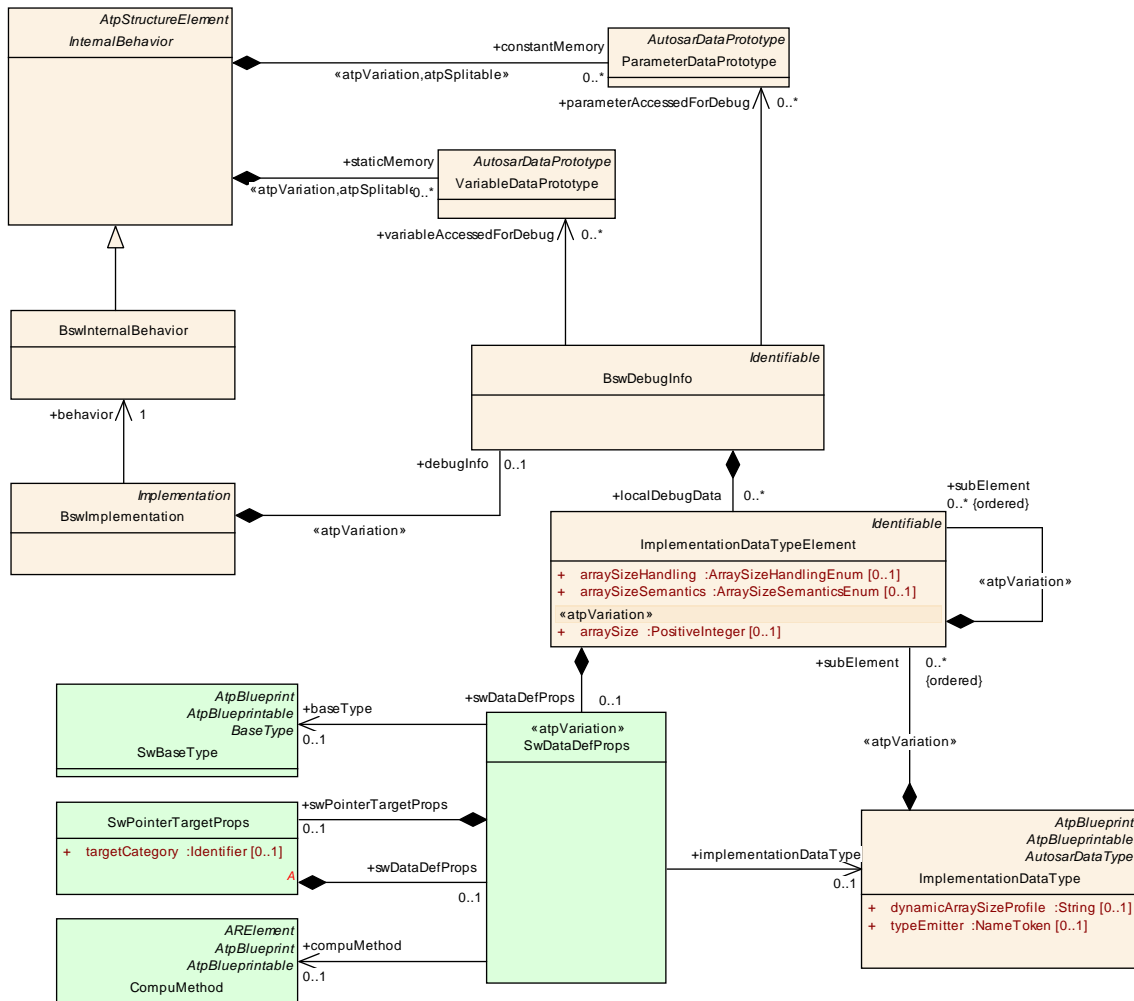 AtpStructureElement
InternalBehavior
+constantMemory
«atpVariation,atpSplitable»
0..*
AutosarDataPrototype
ParameterDataPrototype
+parameterAccessedForDebug
0..*
+staticMemory
«atpVariation,atpSplitable
0..*
AutosarDataPrototype
VariableDataPrototype
+variableAccessedForDebug
0..*
BswInternalBehavior
Identifiable
BswDebugInfo
+behavior
1
+debugInfo
0..1
Implementation
BswImplementation
«atpVariation»
+localDebugData
0..*
+subElement
0..* {ordered}
Identifiable
ImplementationDataTypeElement
+ arraySizeHandling :ArraySizeHandlingEnum [0..1]
+ arraySizeSemantics :ArraySizeSemanticsEnum [0..1]
«atpVariation»
+ arraySize :PositiveInteger [0..1]
«atpVariation»
+subElement
0..*
{ordered}
+swDataDefProps
0..1
AtpBlueprint
AtpBlueprintable
BaseType
SwBaseType
+baseType
0..1
«atpVariation»
SwDataDefProps
«atpVariation»
SwPointerTargetProps
+ targetCategory :Identifier [0..1]
A
+swPointerTargetProps
0..1
+swDataDefProps
0..1
+implementationDataType
0..1
AtpBlueprint
AtpBlueprintable
AutosarDataType
ImplementationDataType
+ dynamicArraySizeProfile :String [0..1]
+ typeEmitter :NameToken [0..1]
ARElement
AtpBlueprint
AtpBlueprintable
CompuMethod
+compuMethod
0..1